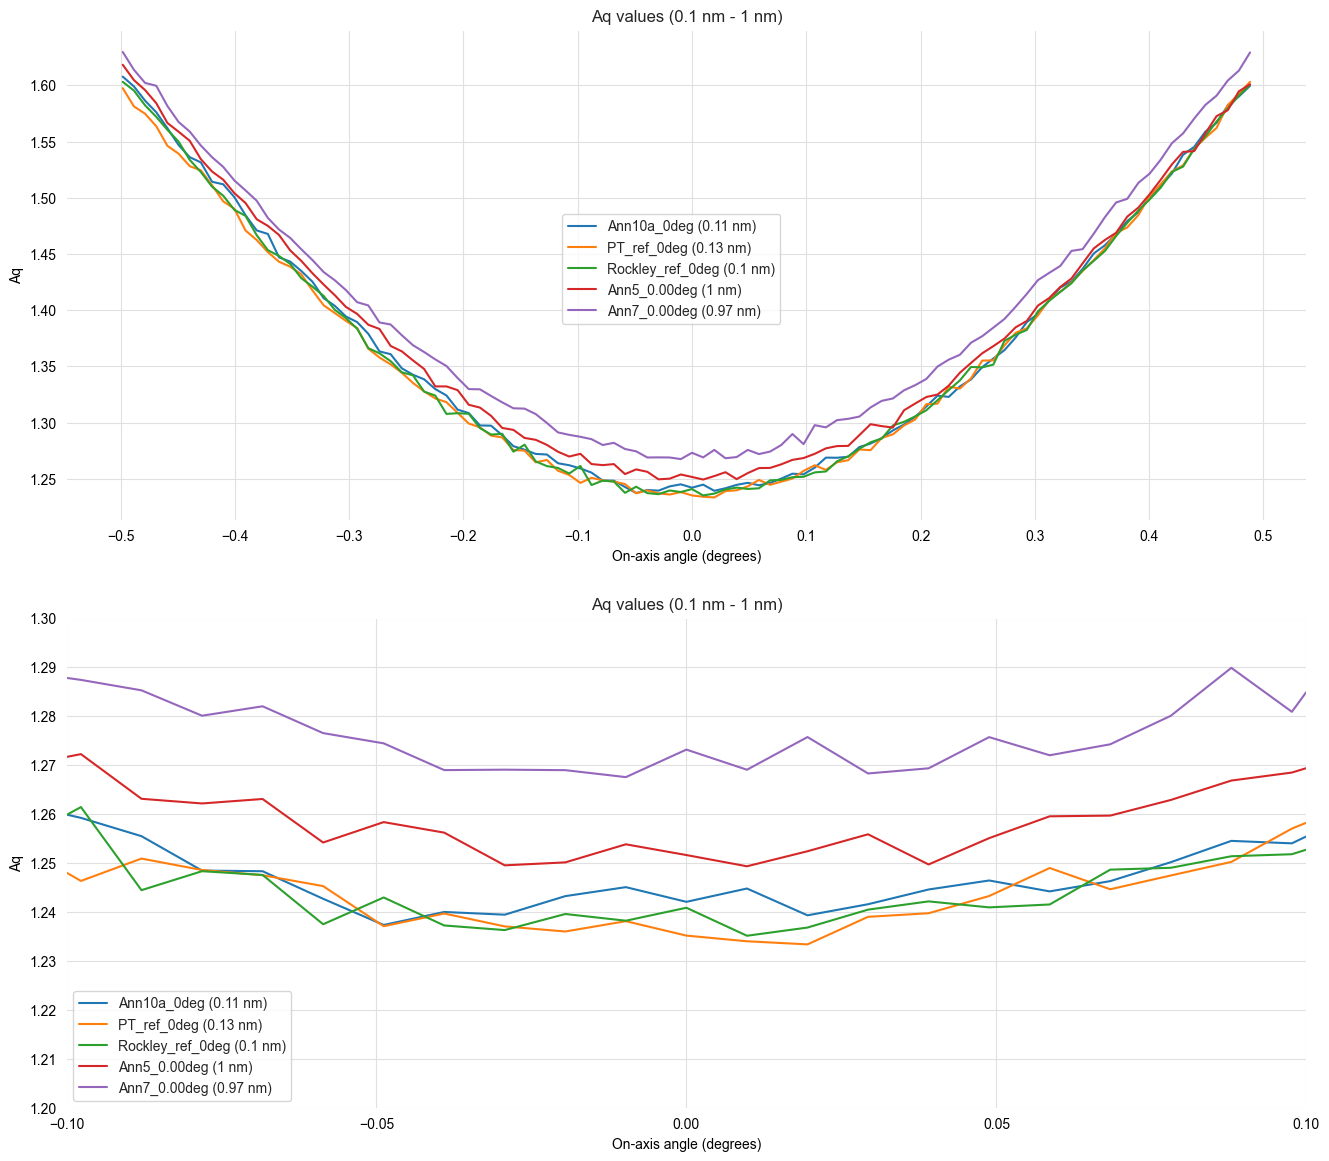 Aq values (0.1 nm - 1 nm)
Aq
1.60
1.55
1.50
1.45
1.40
1.35
1.30
1.25
Ann10a_0deg (0.11 nm)
PT_ref_0deg (0.13 nm)
Rockley_ref_0deg (0.1 nm)
Ann5_0.00deg (1 nm)
Ann7_0.00deg (0.97 nm)
−0.5 −0.4 −0.3 −0.2 −0.1 0.0 0.1 0.2 0.3 0.4 0.5
On-axis angle (degrees)
Aq values (0.1 nm - 1 nm)
Aq
1.30
1.29
1.28
1.27
1.26
1.25
1.24
1.23
1.22
1.21
1.20
Ann10a_0deg (0.11 nm)
PT_ref_0deg (0.13 nm)
Rockley_ref_0deg (0.1 nm)
Ann5_0.00deg (1 nm)
Ann7_0.00deg (0.97 nm)
−0.10 −0.05 0.00 0.05 0.10
On-axis angle (degrees)